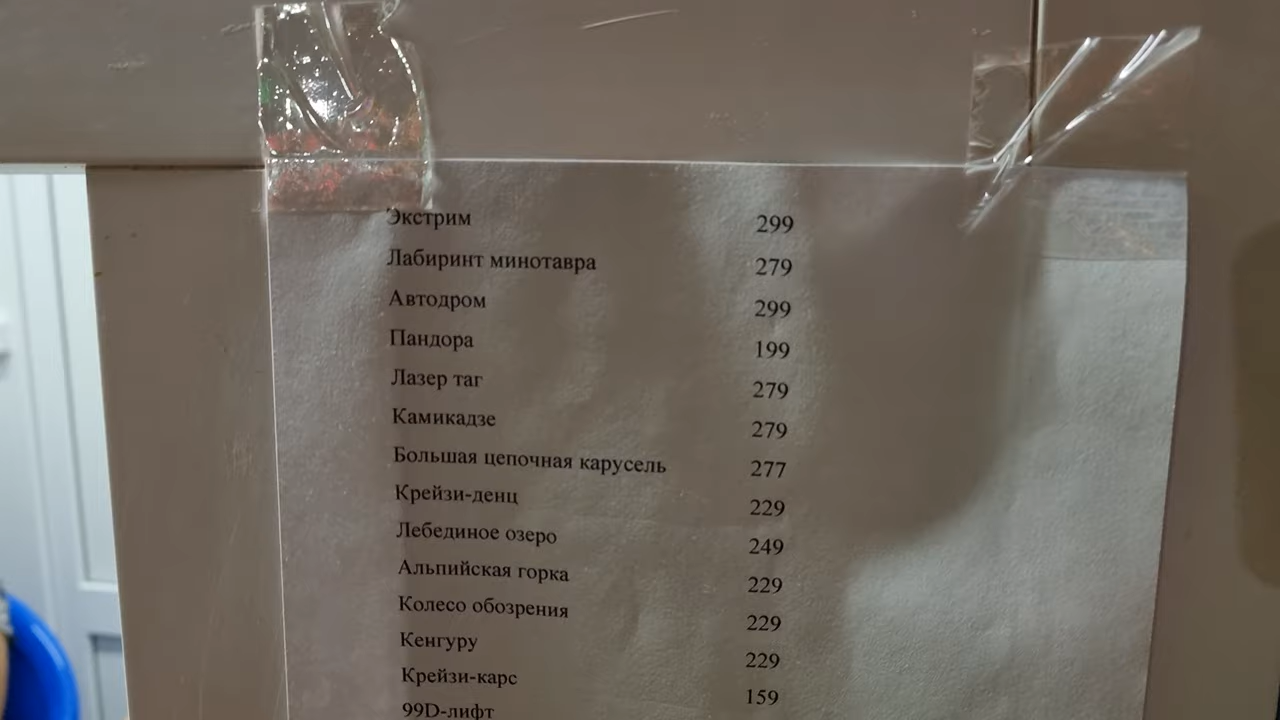 Экстрим 299
Лабиринт минотавра 279
Автодром 299
Пандора 199
Лазер таг 279
Камикадзе 279
Большая цепочная карусель 277
Крейзи-денц 229
Лебединое озеро 249
Альпийская горка 229
Колесо обозрения 229
Кенгуру 229
Крейзи-карс 159
99D-лифт